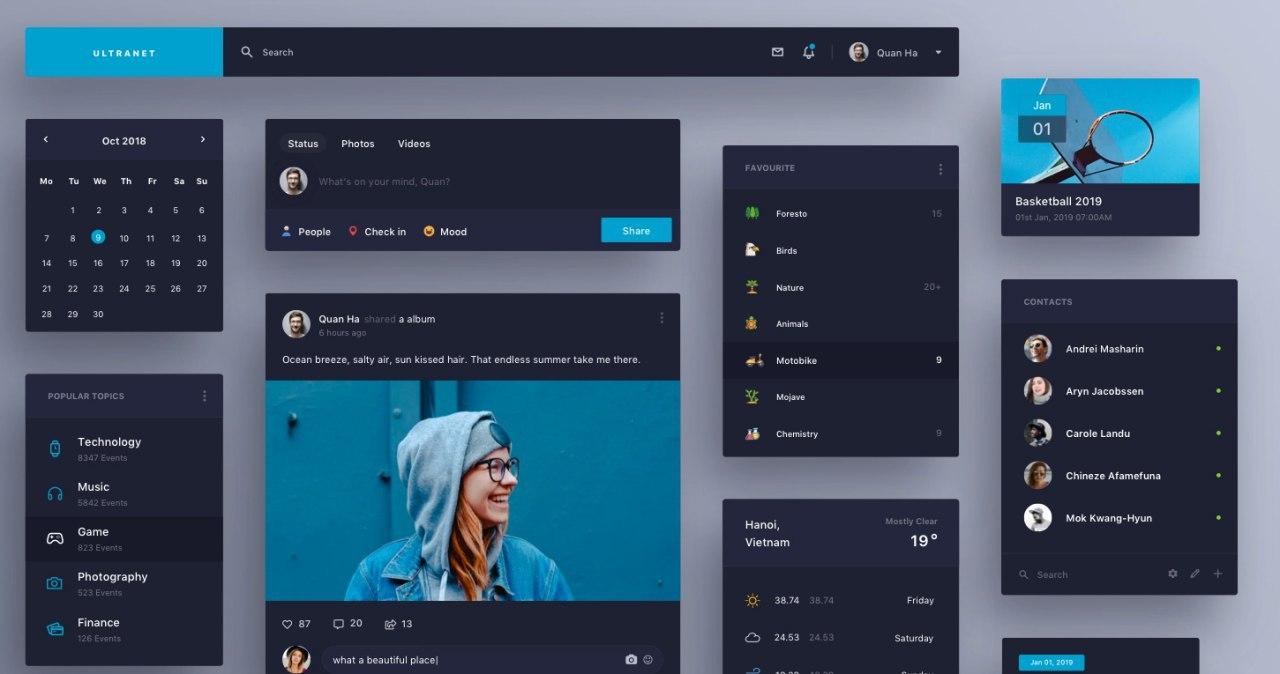 ULTRANET
Search
Quan Ha
Oct 2018
Mo Tu We Th Fr Sa Su
1 2 3 4 5 6
7 8 9 10 11 12 13
14 15 16 17 18 19 20
21 22 23 24 25 26 27
28 29 30
POPULAR TOPICS
Technology
8347 Events
Music
5842 Events
Game
823 Events
Photography
523 Events
Finance
126 Events
Status Photos Videos
What's on your mind, Quan?
People Check in Mood Share
Quan Ha shared a album
6 hours ago
Ocean breeze, salty air, sun kissed hair. That endless summer take me there.
87 20 13
what a beautiful place
FAVOURITE
Foresto 15
Birds
Nature 20+
Animals
Motobike 9
Mojave
Chemistry 9
Hanoi,
Vietnam
Mostly Clear
19°
38.74 38.74 Friday
24.53 24.53 Saturday
Jan
01
Basketball 2019
01st Jan, 2019 07:00AM
CONTACTS
Andrei Masharin
Aryn Jacobssen
Carole Landu
Chineze Afamefuna
Mok Kwang-Hyun
Search
Jan 01, 2019